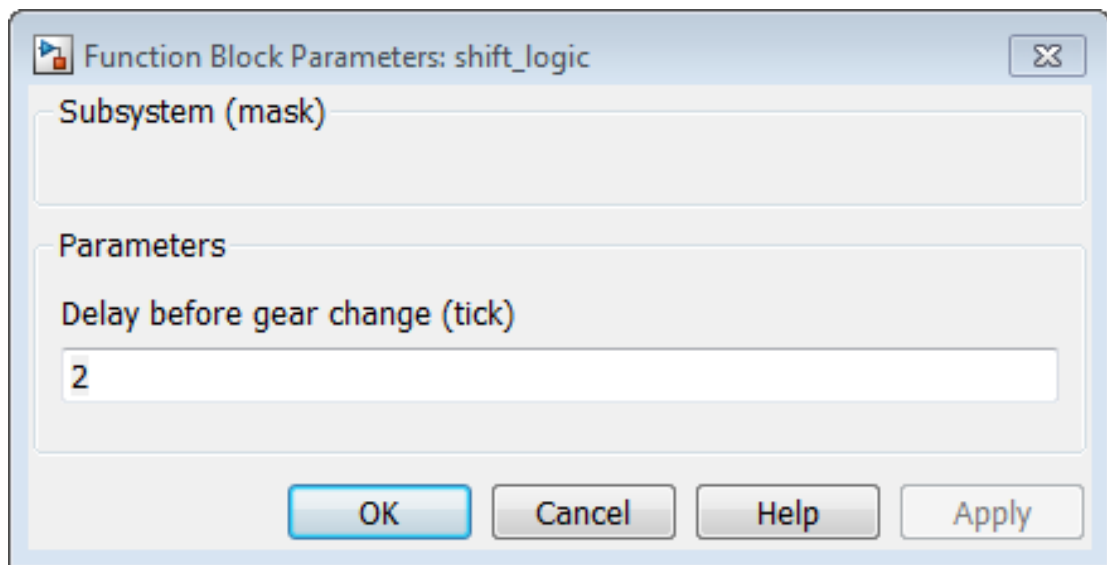 Function Block Parameters: shift_logic
Subsystem (mask)
Parameters
Delay before gear change (tick)
2
OK Cancel Help Apply